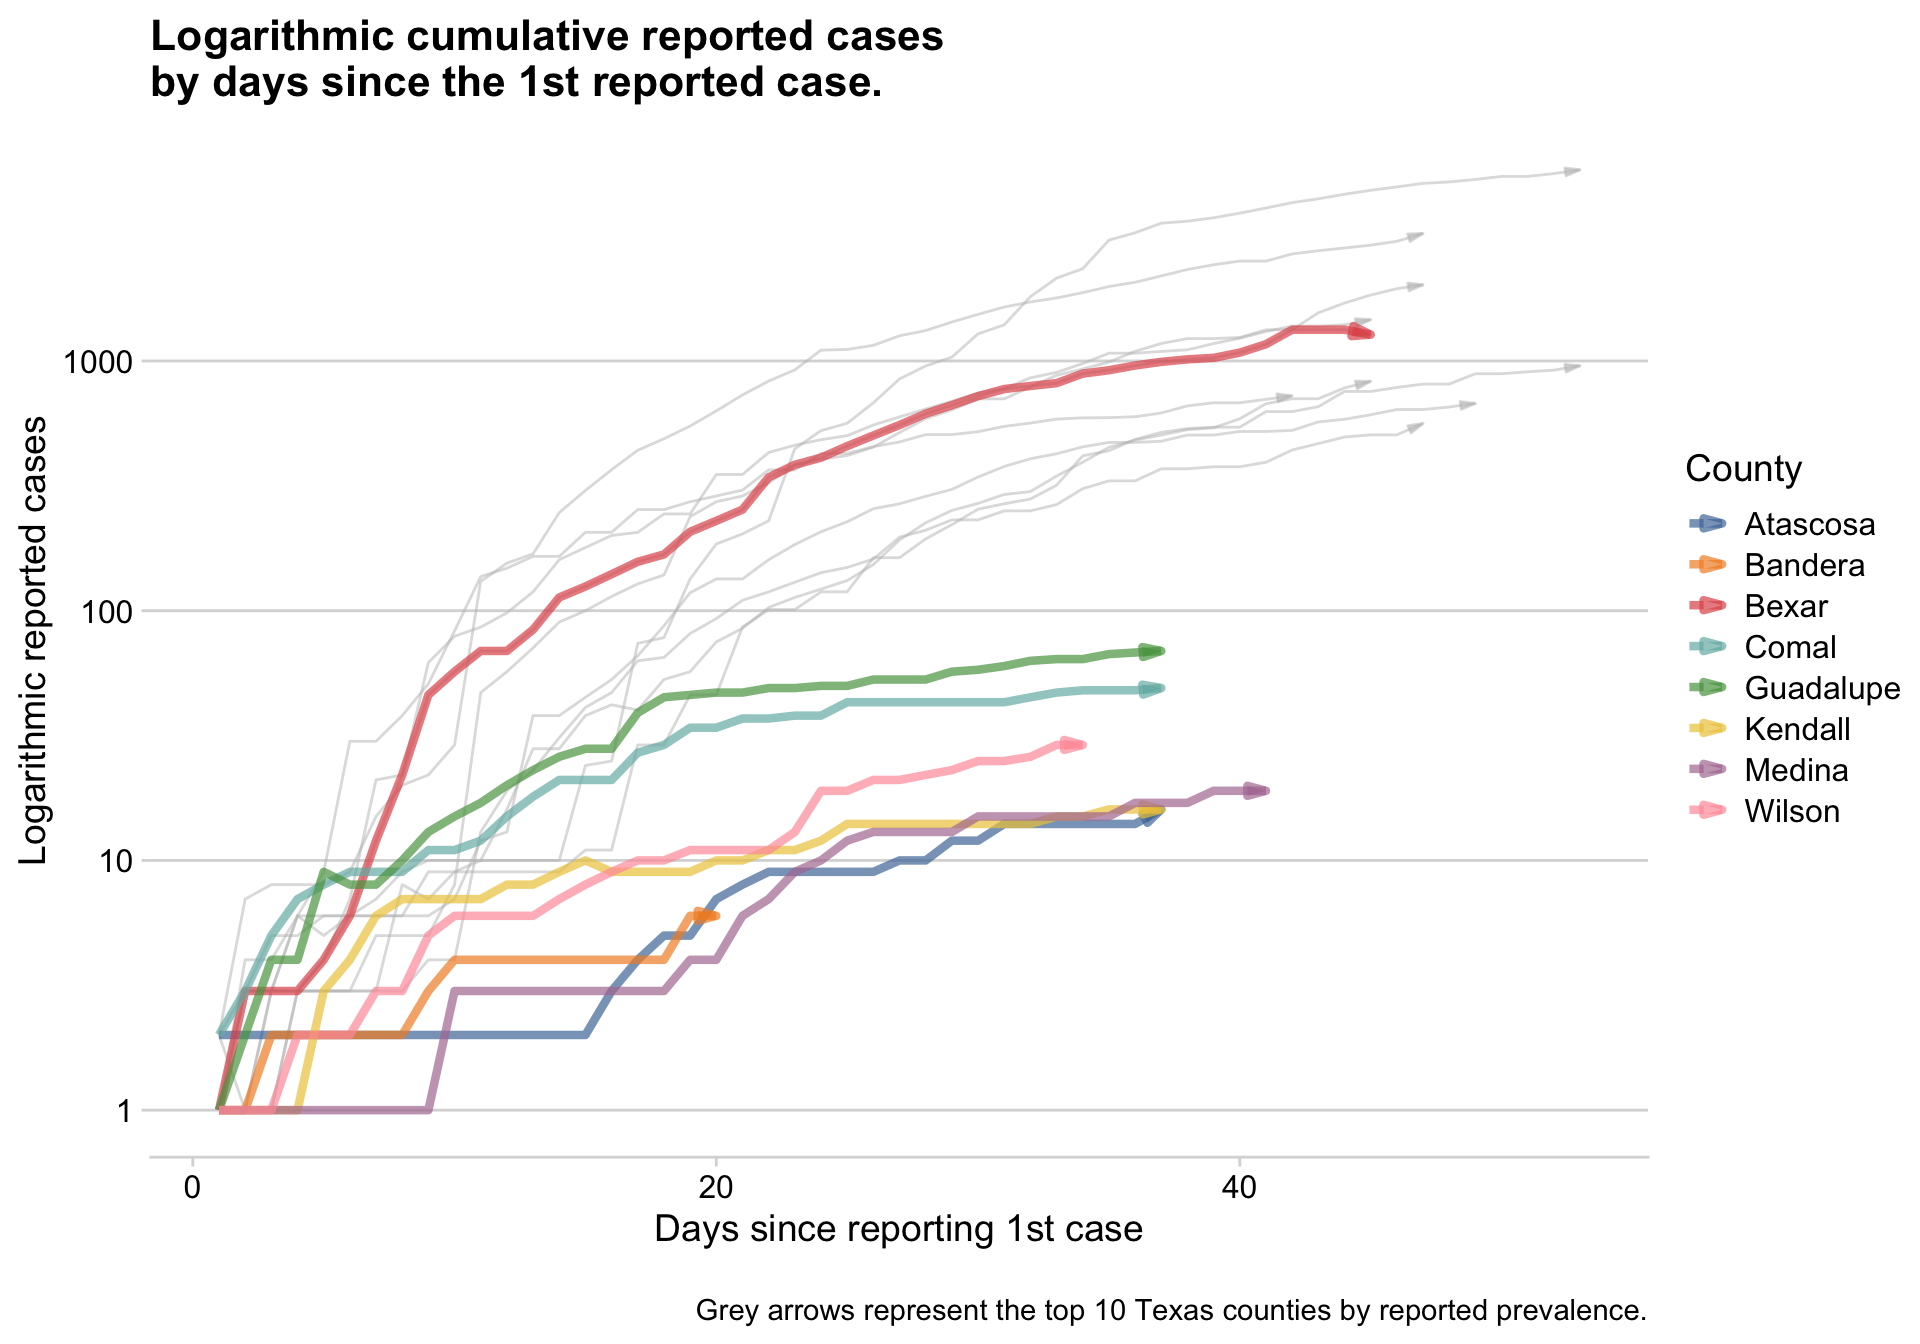 Logarithmic cumulative reported cases
by days since the 1st reported case.
Logarithmic reported cases
1000
100
10
1
0
20
40
Days since reporting 1st case
County
Atascosa
Bandera
Bexar
Comal
Guadalupe
Kendall
Medina
Wilson
Grey arrows represent the top 10 Texas counties by reported prevalence.